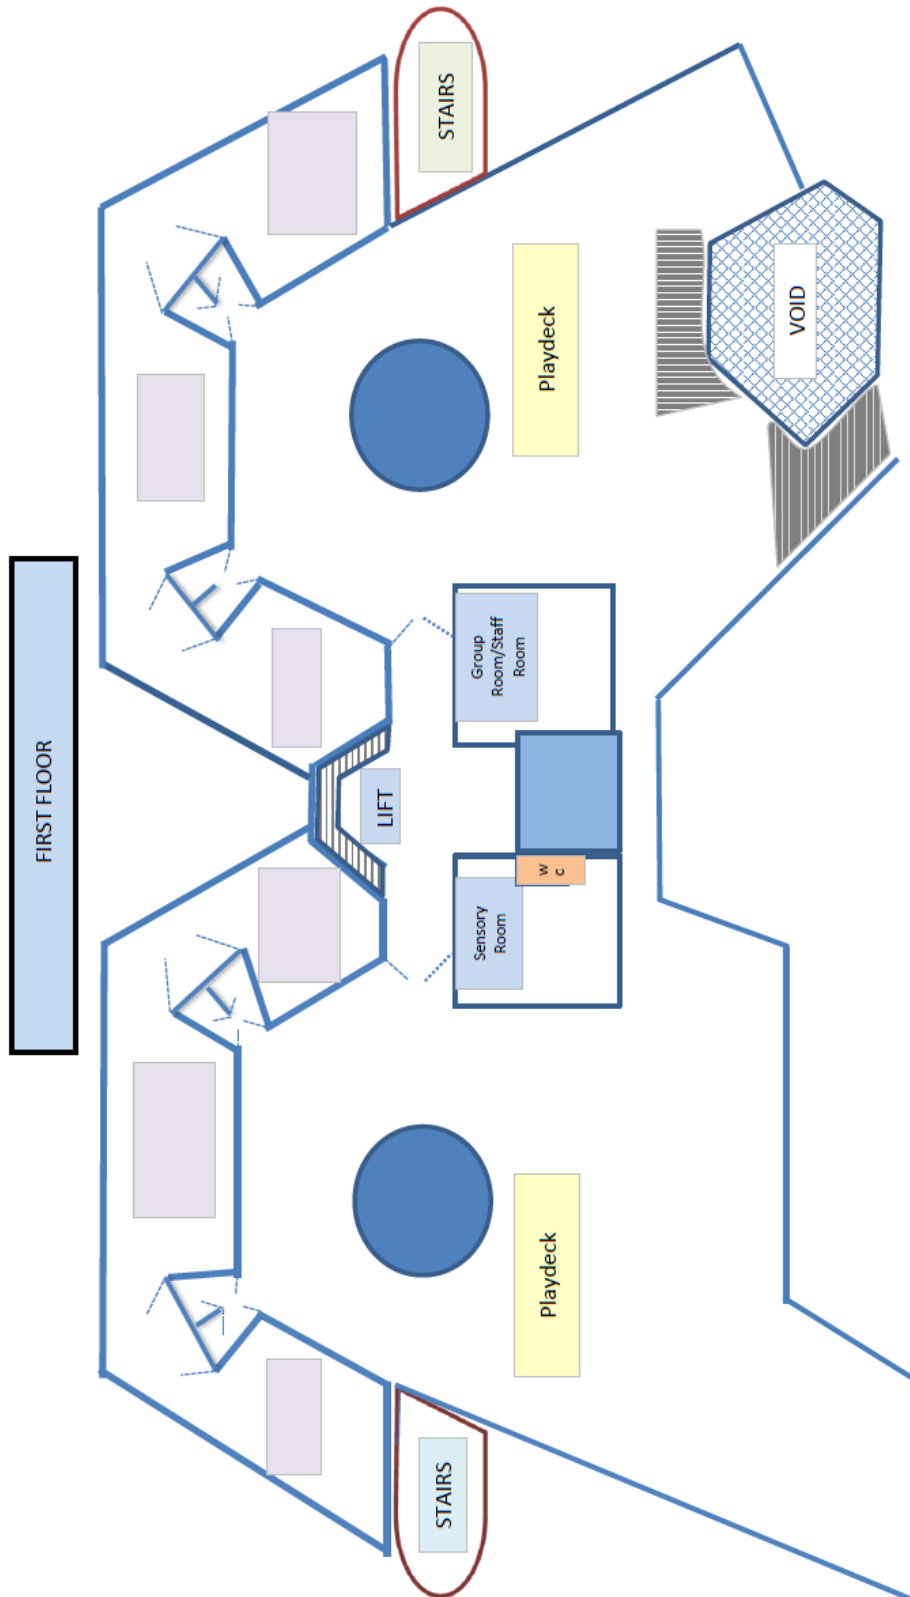 FIRST FLOOR
STAIRS
Playdeck
VOID
Group
Room/Staff
Room
LIFT
Sensory
Room
w
c
Playdeck
STAIRS